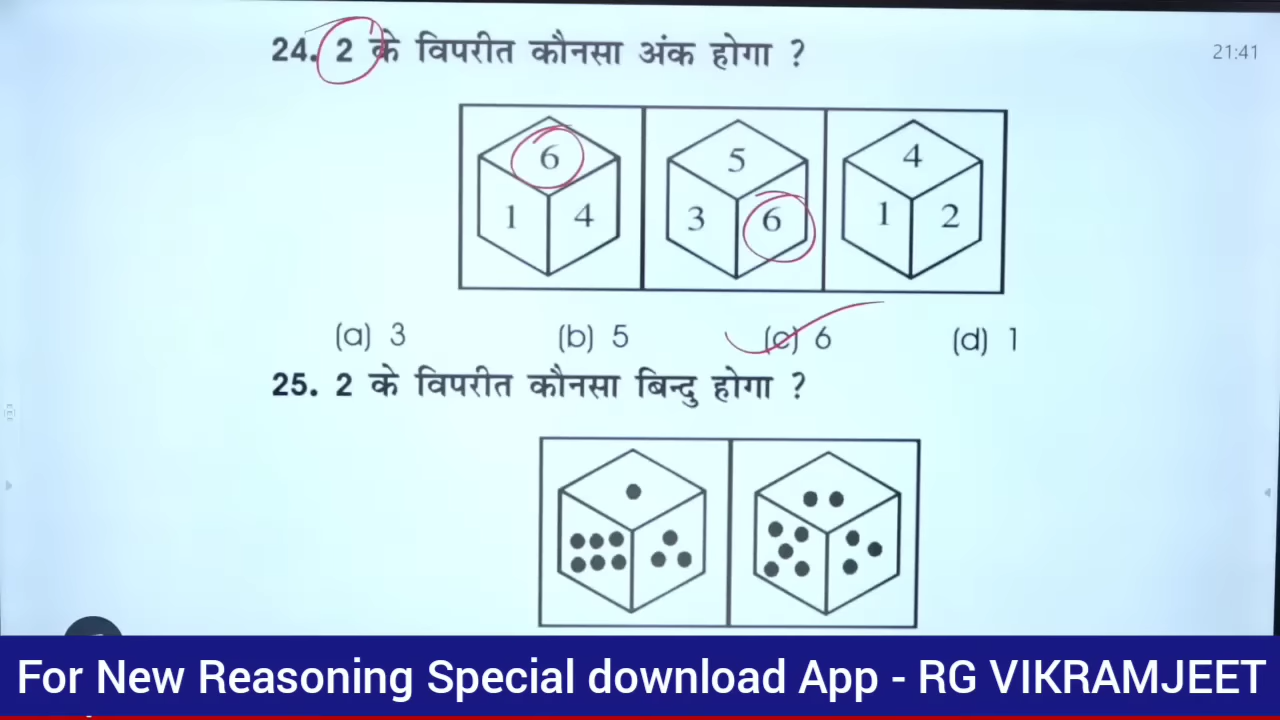 24. 2 के विपरीत कौनसा अंक होगा ?
21:41
6
1 4
5
3 6
4
1 2
(a) 3 (b) 5 (c) 6 (d) 1
25. 2 के विपरीत कौनसा बिन्दु होगा ?
For New Reasoning Special download App - RG VIKRAMJEET